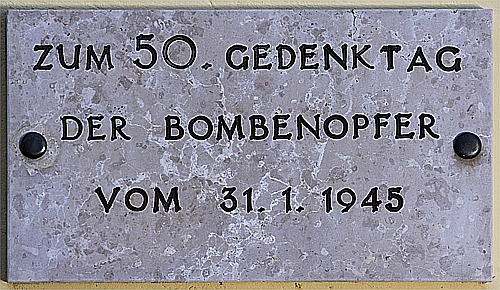 ZUM 50. GEDENKTAG
DER BOMBENOPFER
VOM 31. 1. 1945